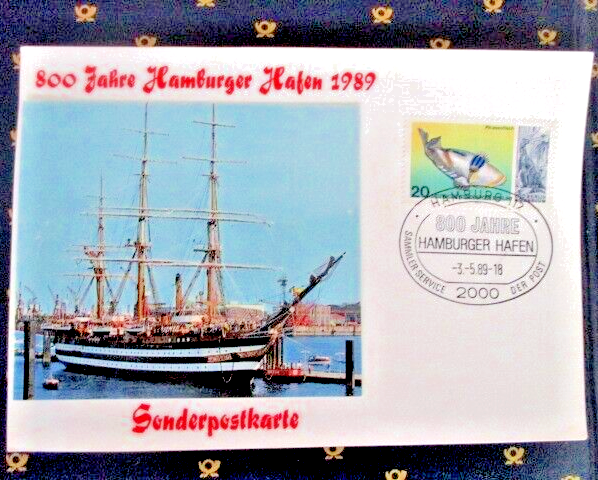 800 Jahre Hamburger Hafen 1989
20
HAMBURG
800 JAHRE
HAMBURGER HAFEN
-3.-5.89-18
SAMMLER-SERVICE DER POST
2000
Sonderpostkarte